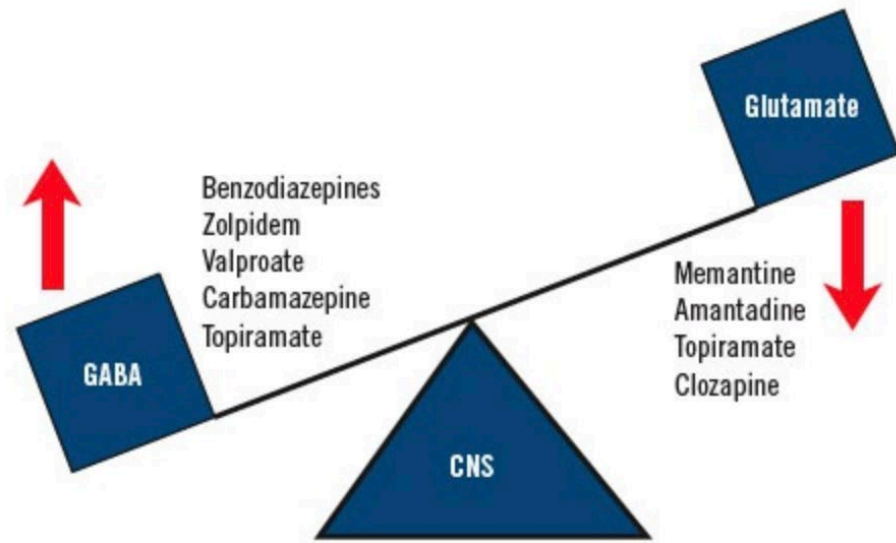 Glutamate
Benzodiazepines
Zolpidem
Valproate
Carbamazepine
Topiramate
Memantine
Amantadine
Topiramate
Clozapine
GABA
CNS